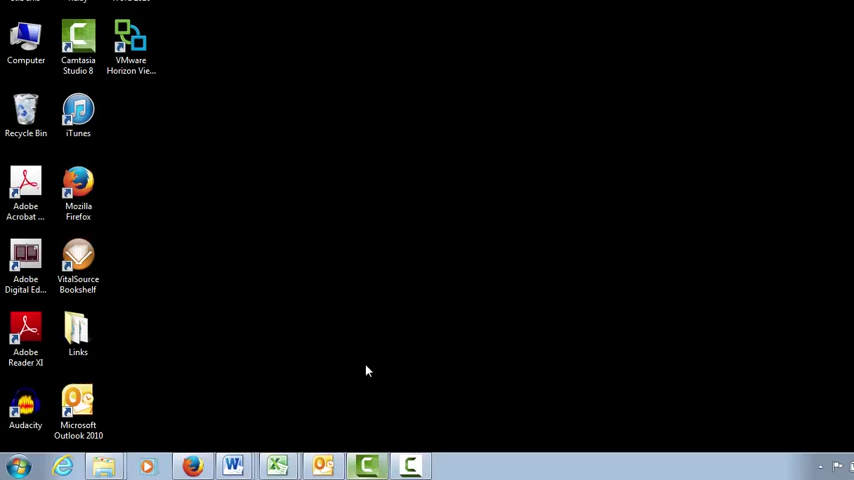 Computer
Camtasia
Studio 8
VMware
Horizon Vie...
Recycle Bin
iTunes
Adobe
Acrobat ...
Mozilla
Firefox
Adobe
Digital Ed...
VitalSource
Bookshelf
Adobe
Reader XI
Links
Audacity
Microsoft
Outlook 2010